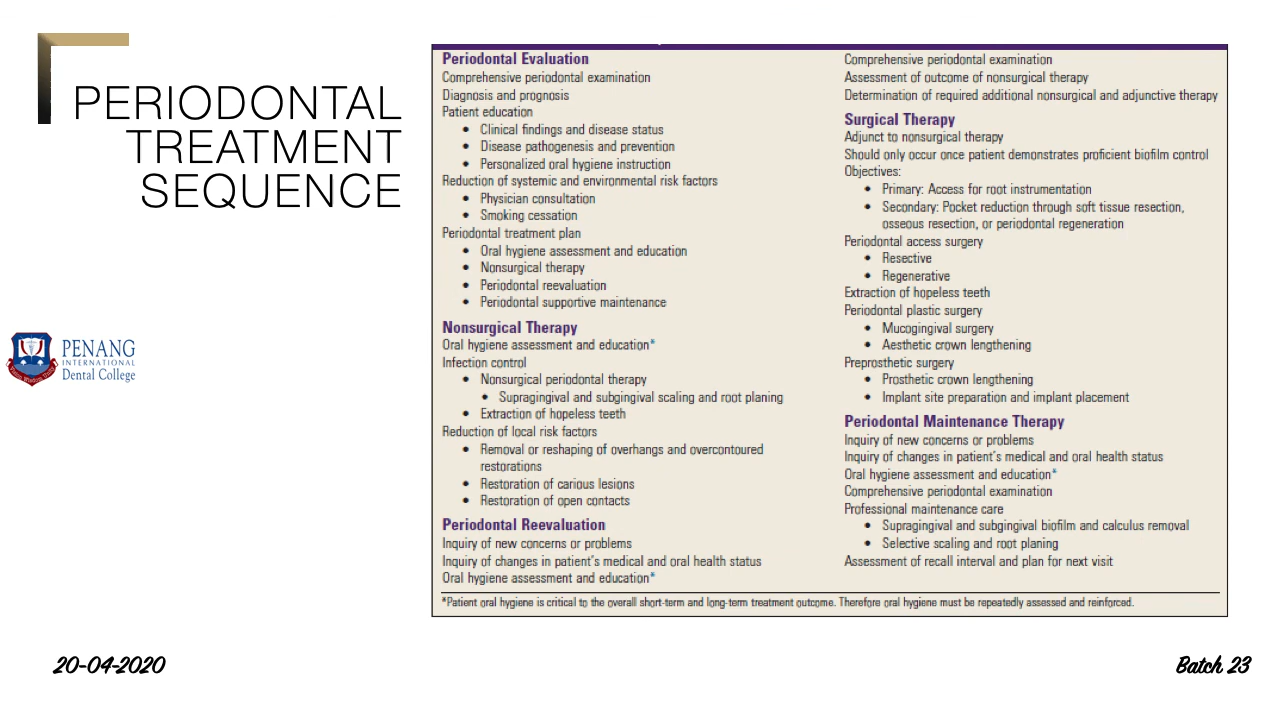 PERIODONTAL
TREATMENT
SEQUENCE
PENANG
INTERNATIONAL
Dental College
Periodontal Evaluation
Comprehensive periodontal examination
Diagnosis and prognosis
Patient education
• Clinical findings and disease status
• Disease pathogenesis and prevention
• Personalized oral hygiene instruction
Reduction of systemic and environmental risk factors
• Physician consultation
• Smoking cessation
Periodontal treatment plan
• Oral hygiene assessment and education
• Nonsurgical therapy
• Periodontal reevaluation
• Periodontal supportive maintenance
Nonsurgical Therapy
Oral hygiene assessment and education*
Infection control
• Nonsurgical periodontal therapy
• Supragingival and subgingival scaling and root planing
• Extraction of hopeless teeth
Reduction of local risk factors
• Removal or reshaping of overhangs and overcontoured
restorations
• Restoration of carious lesions
• Restoration of open contacts
Periodontal Reevaluation
Inquiry of new concerns or problems
Inquiry of changes in patient's medical and oral health status
Oral hygiene assessment and education*
Comprehensive periodontal examination
Assessment of outcome of nonsurgical therapy
Determination of required additional nonsurgical and adjunctive therapy
Surgical Therapy
Adjunct to nonsurgical therapy
Should only occur once patient demonstrates proficient biofilm control
Objectives:
• Primary: Access for root instrumentation
• Secondary: Pocket reduction through soft tissue resection,
osseous resection, or periodontal regeneration
Periodontal access surgery
• Resective
• Regenerative
Extraction of hopeless teeth
Periodontal plastic surgery
• Mucogingival surgery
• Aesthetic crown lengthening
Preprosthetic surgery
• Prosthetic crown lengthening
• Implant site preparation and implant placement
Periodontal Maintenance Therapy
Inquiry of new concerns or problems
Inquiry of changes in patient's medical and oral health status
Oral hygiene assessment and education*
Comprehensive periodontal examination
Professional maintenance care
• Supragingival and subgingival biofilm and calculus removal
• Selective scaling and root planing
Assessment of recall interval and plan for next visit
*Patient oral hygiene is critical to the overall short-term and long-term treatment outcome. Therefore oral hygiene must be repeatedly assessed and reinforced.
20-04-2020
Batch 23